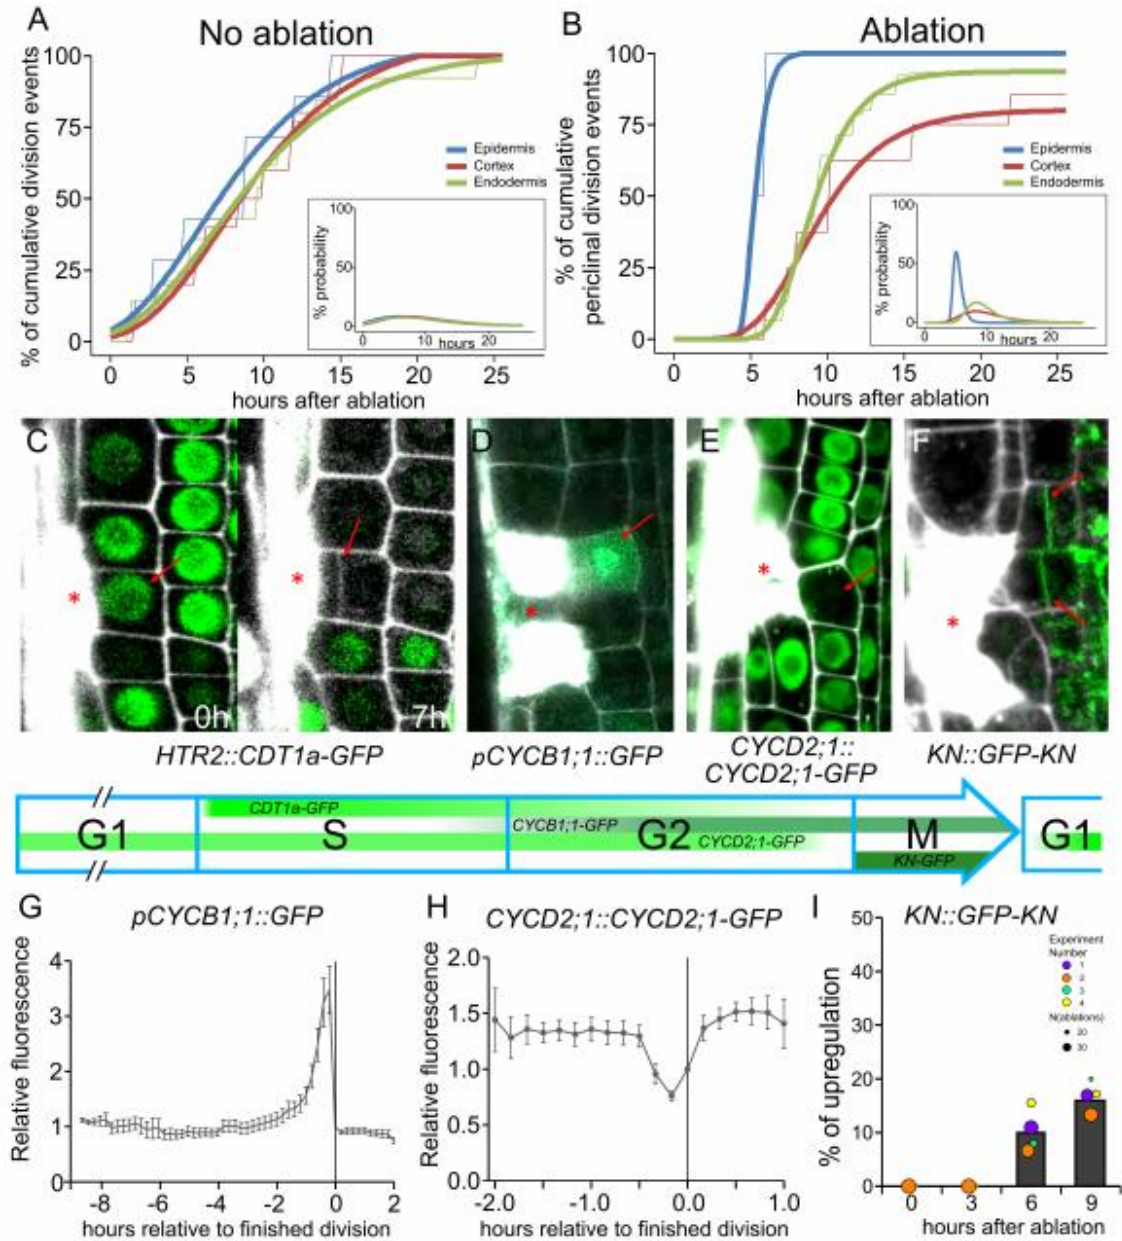 A
No ablation
% of cumulative division events
100
75
50
25
0
Epidermis
Cortex
Endodermis
% probability
100
50
0
0
10
20
hours
0
5
10
15
20
25
hours after ablation
B
Ablation
% of cumulative
periclinal division events
100
75
50
25
0
Epidermis
Cortex
Endodermis
% probability
100
50
0
0
10
20
hours
0
5
10
15
20
25
hours after ablation
C
*
0h
*
7h
D
*
E
*
F
*
HTR2::CDT1a-GFP
pCYCB1;1::GFP
CYCD2;1::
CYCD2;1-GFP
KN::GFP-KN
//
G1
//
CDT1a-GFP
S
CYCB1;1-GFP
G2
CYCD2;1-GFP
M
KN-GFP
G1
G
pCYCB1;1::GFP
Relative fluorescence
4
3
2
1
0
-8
-6
-4
-2
0
2
hours relative to finished division
H
CYCD2;1::CYCD2;1-GFP
Relative fluorescence
2.0
1.5
1.0
0.5
0.0
-2.0
-1.0
0.0
1.0
hours relative to finished division
I
KN::GFP-KN
% of upregulation
50
40
30
20
10
0
Experiment
Number
1
2
3
4
N(ablations)
20
30
0
3
6
9
hours after ablation